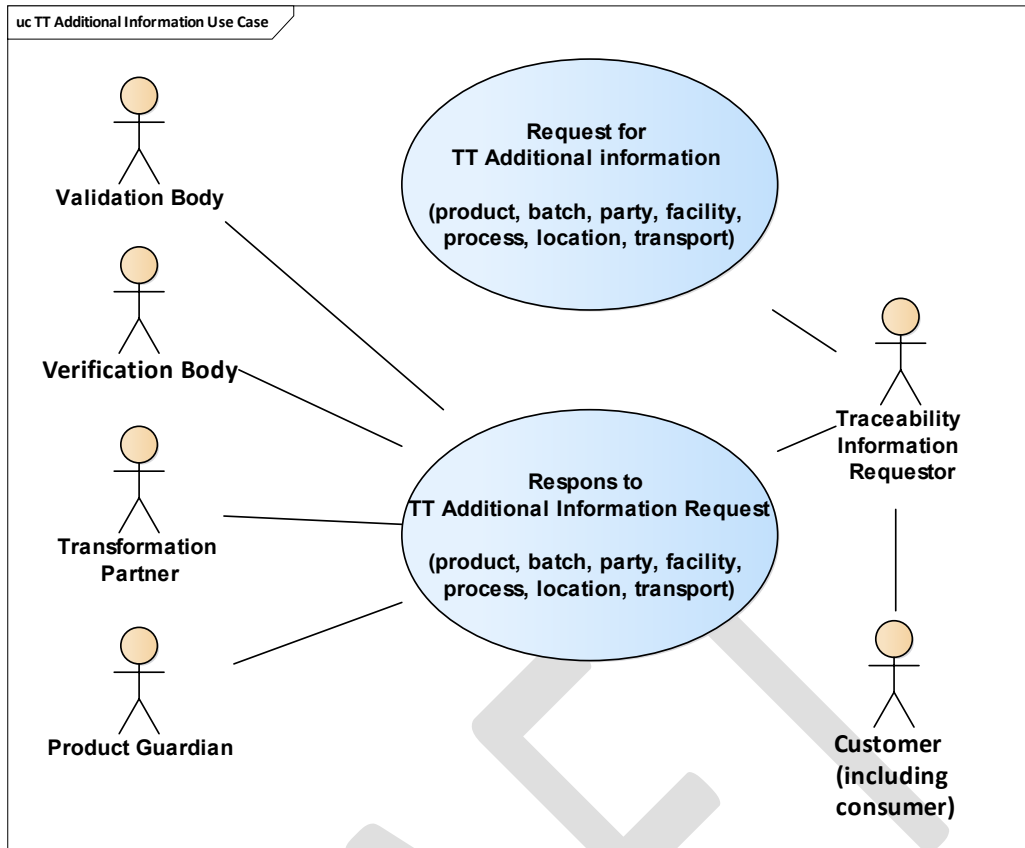 uc TT Additional Information Use Case
Validation Body
Verification Body
Transformation
Partner
Product Guardian
Request for
TT Additional information
(product, batch, party, facility,
process, location, transport)
Respons to
TT Additional Information Request
(product, batch, party, facility,
process, location, transport)
Traceability
Information
Requestor
Customer
(including
consumer)